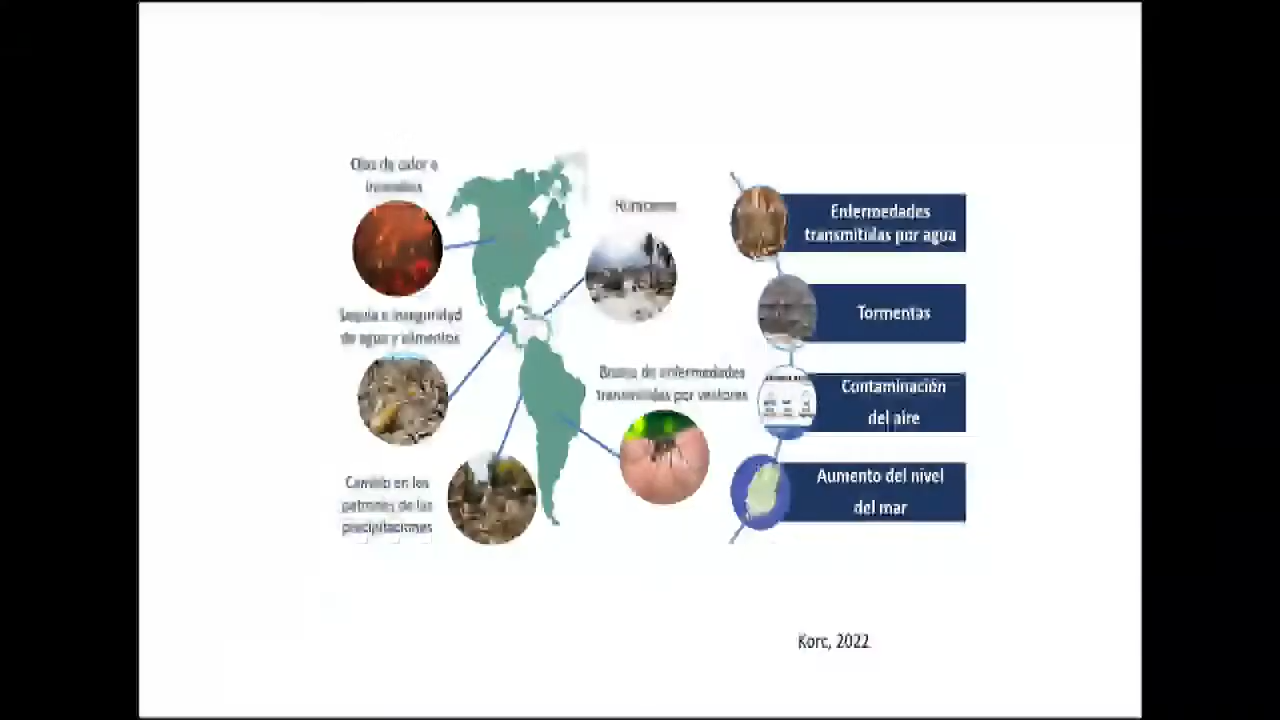 Olas de calor e
incendios
Huracanes
Sequía e inseguridad
de agua y alimentos
Brotes de enfermedades
transmitidas por vectores
Cambio en los
patrones de las
precipitaciones
Enfermedades
transmitidas por agua
Tormentas
Contaminación
del aire
Aumento del nivel
del mar
Korc, 2022